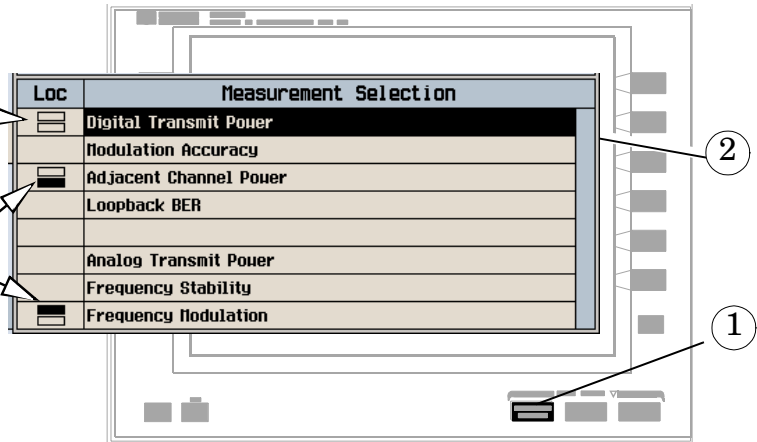 Loc Measurement Selection
Digital Transmit Power
Modulation Accuracy
Adjacent Channel Power
Loopback BER
Analog Transmit Power
Frequency Stability
Frequency Modulation
2
1